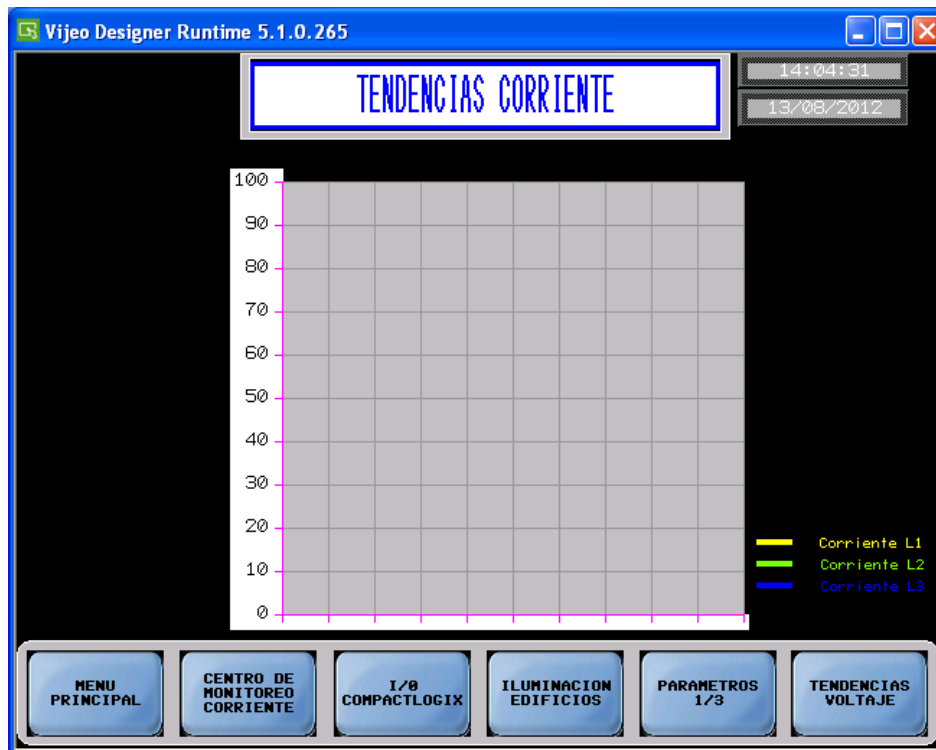 Vijeo Designer Runtime 5.1.0.265
TENDENCIAS CORRIENTE
14:04:31
13/08/2012
100
90
80
70
60
50
40
30
20
10
0
Corriente L1
Corriente L2
Corriente L3
MENU
PRINCIPAL
CENTRO DE
MONITOREO
CORRIENTE
I/0
COMPACTLOGIX
ILUMINACION
EDIFICIOS
PARAMETROS
1/3
TENDENCIAS
VOLTAJE